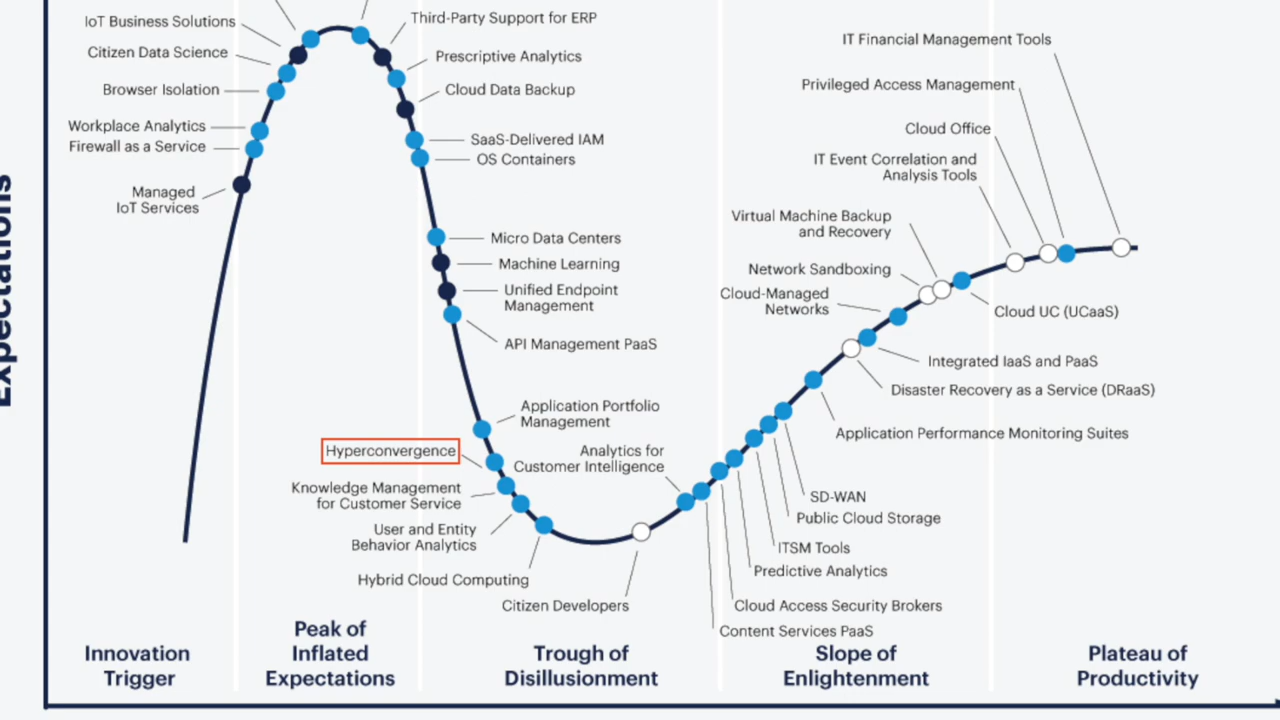 Expectations
IoT Business Solutions
Citizen Data Science
Browser Isolation
Workplace Analytics
Firewall as a Service
Managed
IoT Services
Third-Party Support for ERP
Prescriptive Analytics
Cloud Data Backup
SaaS-Delivered IAM
OS Containers
Micro Data Centers
Machine Learning
Unified Endpoint
Management
API Management PaaS
Application Portfolio
Management
Hyperconvergence
Knowledge Management
for Customer Service
User and Entity
Behavior Analytics
Hybrid Cloud Computing
Citizen Developers
Analytics for
Customer Intelligence
IT Financial Management Tools
Privileged Access Management
Cloud Office
IT Event Correlation and
Analysis Tools
Virtual Machine Backup
and Recovery
Network Sandboxing
Cloud-Managed
Networks
Cloud UC (UCaaS)
Integrated IaaS and PaaS
Disaster Recovery as a Service (DRaaS)
Application Performance Monitoring Suites
SD-WAN
Public Cloud Storage
ITSM Tools
Predictive Analytics
Cloud Access Security Brokers
Content Services PaaS
Innovation
Trigger
Peak of
Inflated
Expectations
Trough of
Disillusionment
Slope of
Enlightenment
Plateau of
Productivity